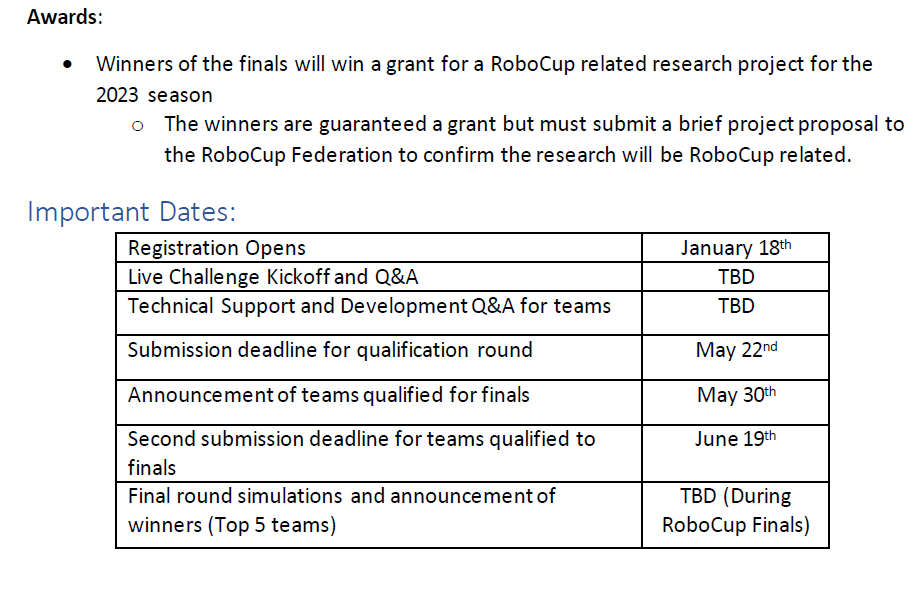 Awards:
• Winners of the finals will win a grant for a RoboCup related research project for the
2023 season
o The winners are guaranteed a grant but must submit a brief project proposal to
the RoboCup Federation to confirm the research will be RoboCup related.
Important Dates:
Registration Opens January 18th
Live Challenge Kickoff and Q&A TBD
Technical Support and Development Q&A for teams TBD
Submission deadline for qualification round May 22nd
Announcement of teams qualified for finals May 30th
Second submission deadline for teams qualified to June 19th
finals
Final round simulations and announcement of TBD (During
winners (Top 5 teams) RoboCup Finals)